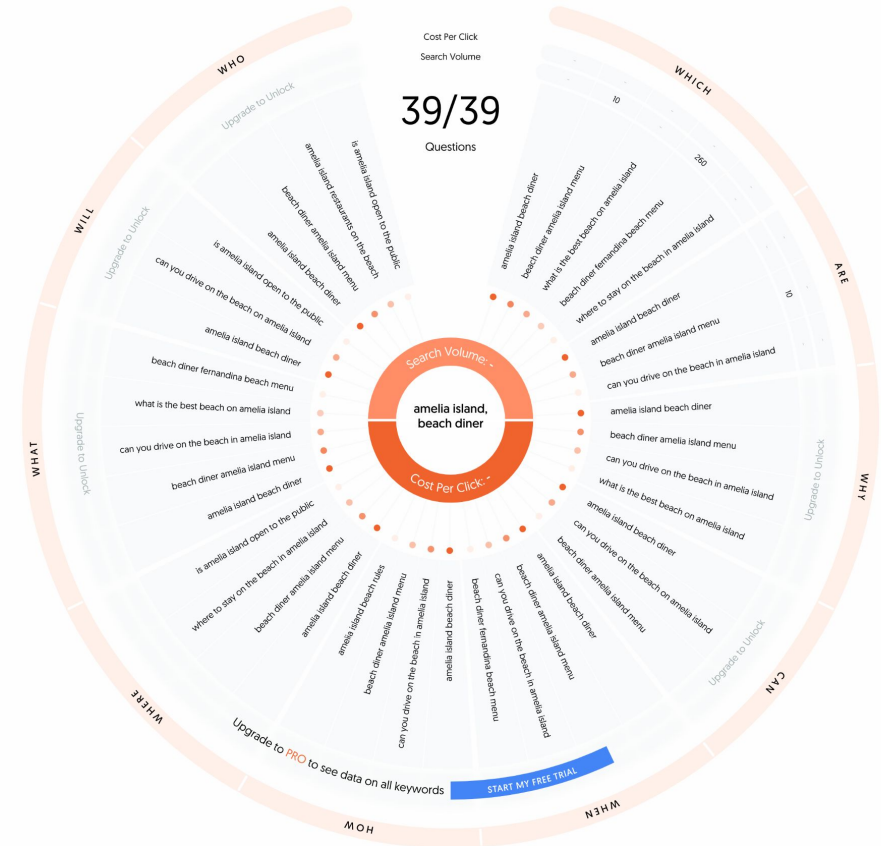 Cost Per Click
Search Volume
39/39
Questions
Search Volume: -
amelia island,
beach diner
Cost Per Click: -
WHICH
10
260
amelia island beach diner
beach diner amelia island menu
what is the best beach on amelia island
beach diner fernandina beach menu
where to stay on the beach in amelia island
ARE
10
amelia island beach diner
beach diner amelia island menu
can you drive on the beach in amelia island
WHY
Upgrade to Unlock
amelia island beach diner
beach diner amelia island menu
can you drive on the beach in amelia island
what is the best beach on amelia island
CAN
Upgrade to Unlock
amelia island beach diner
can you drive on the beach on amelia island
beach diner amelia island menu
WHEN
amelia island beach diner
beach diner amelia island menu
can you drive on the beach in amelia island
beach diner fernandina beach menu
HOW
amelia island beach diner
can you drive on the beach in amelia island
beach diner amelia island menu
amelia island beach rules
WHERE
amelia island beach diner
beach diner amelia island menu
where to stay on the beach in amelia island
is amelia island open to the public
WHAT
Upgrade to Unlock
amelia island beach diner
beach diner amelia island menu
can you drive on the beach in amelia island
what is the best beach on amelia island
beach diner fernandina beach menu
WILL
Upgrade to Unlock
amelia island beach diner
can you drive on the beach on amelia island
is amelia island open to the public
WHO
Upgrade to Unlock
amelia island beach diner
beach diner amelia island menu
amelia island restaurants on the beach
is amelia island open to the public
Upgrade to PRO to see data on all keywords
START MY FREE TRIAL